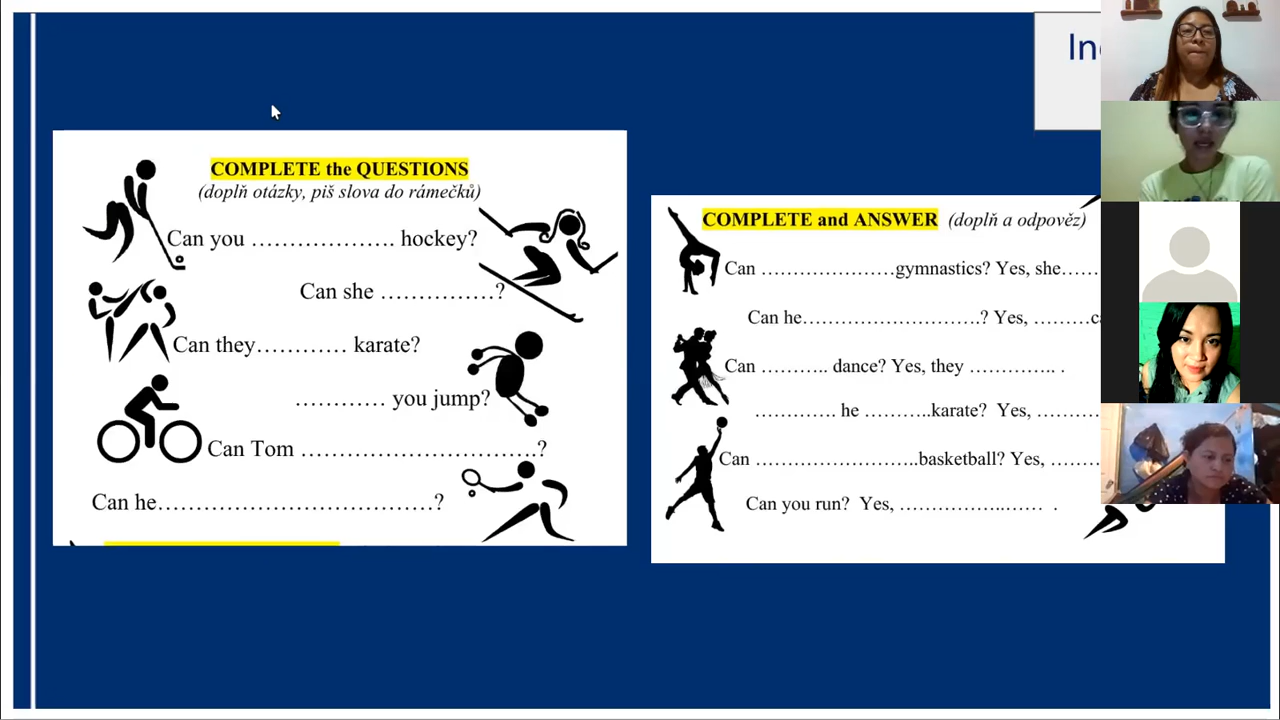 COMPLETE the QUESTIONS
(doplň otázky, piš slova do rámečků)
Can you ………………… hockey?
Can she ……………?
Can they………… karate?
………… you jump?
Can Tom …………………………….?
Can he………………………………?
COMPLETE and ANSWER (doplň a odpověz)
Can …………………gymnastics? Yes, she……
Can he……………………….? Yes, ………
Can ……….. dance? Yes, they ………….. .
…………. he ………..karate? Yes, ………
Can ……………………..basketball? Yes, ……..
Can you run? Yes, ………………..…… .